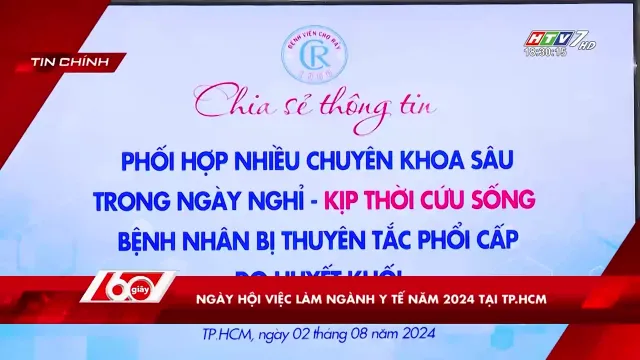 TIN CHÍNH
HTV7 HD
18:30:15
BỆNH VIỆN CHỢ RẪY
CR
Chia sẻ thông tin
PHỐI HỢP NHIỀU CHUYÊN KHOA SÂU
TRONG NGÀY NGHỈ - KỊP THỜI CỨU SỐNG
BỆNH NHÂN BỊ THUYÊN TẮC PHỔI CẤP
DO HUYẾT KHỐI
60 giây
NGÀY HỘI VIỆC LÀM NGÀNH Y TẾ NĂM 2024 TẠI TP.HCM
TP.HCM, ngày 02 tháng 08 năm 2024